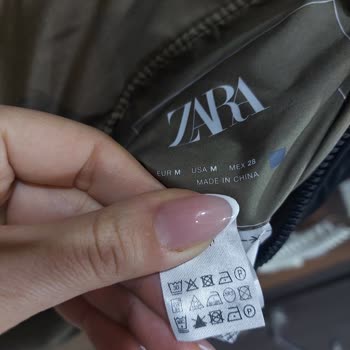 ZARA
EUR M USA M MEX 28
MADE IN CHINA